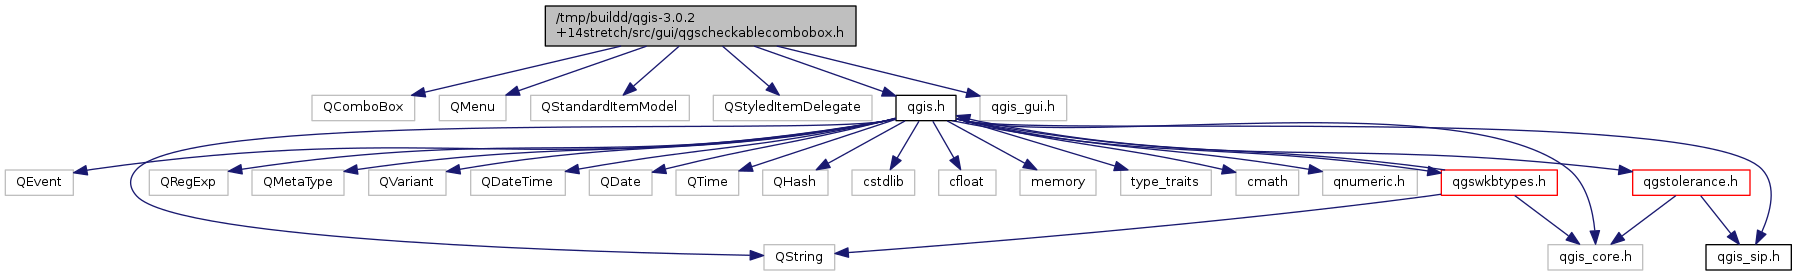 /tmp/buildd/qgis-3.0.2
+14stretch/src/gui/qgscheckablecombobox.h
QComboBox
QMenu
QStandardItemModel
QStyledItemDelegate
qgis.h
qgis_gui.h
QEvent
QRegExp
QMetaType
QVariant
QDateTime
QDate
QTime
QHash
cstdlib
cfloat
memory
type_traits
cmath
qnumeric.h
qgswkbtypes.h
qgstolerance.h
QString
qgis_core.h
qgis_sip.h